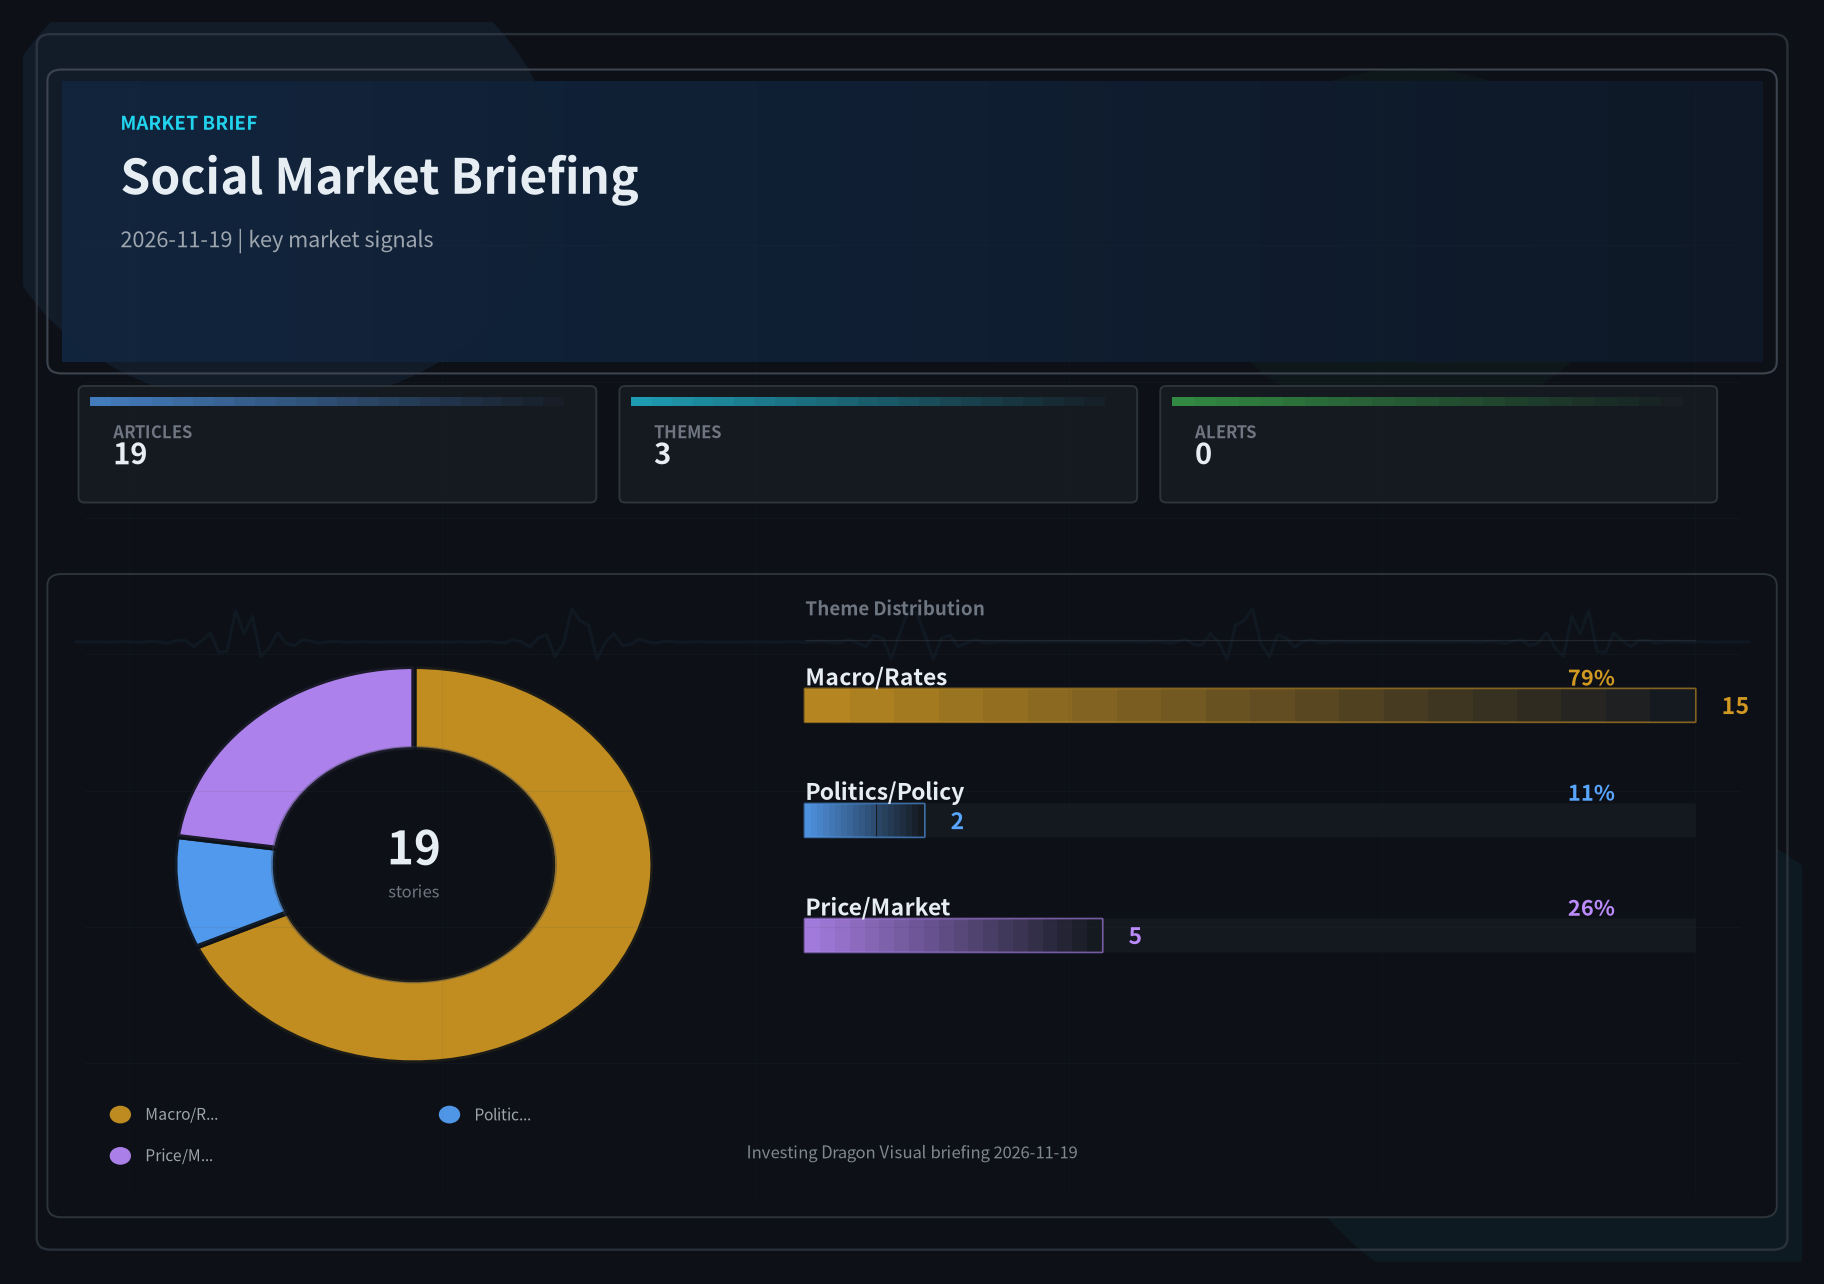 MARKET BRIEF
Social Market Briefing
2026-11-19 | key market signals
ARTICLES
19
THEMES
3
ALERTS
0
Theme Distribution
Macro/Rates
79%
15
Politics/Policy
11%
2
Price/Market
26%
5
19
stories
Macro/R...
Politic...
Price/M...
Investing Dragon Visual briefing 2026-11-19